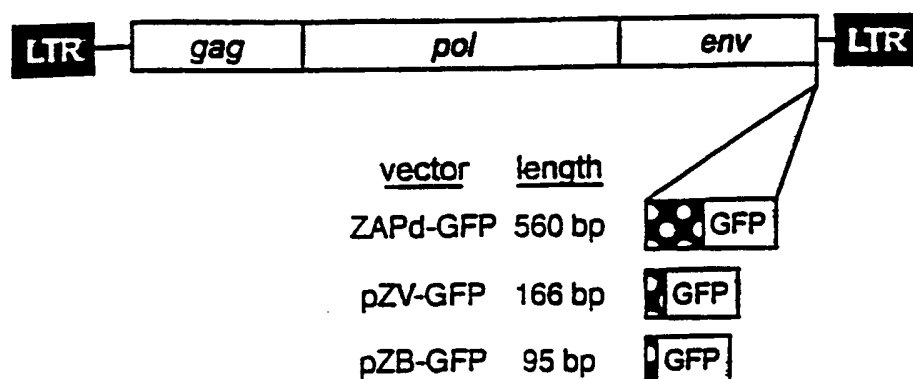 LTR gag pol env LTR
vector length
ZAPd-GFP 560 bp GFP
pZV-GFP 166 bp GFP
pZB-GFP 95 bp GFP